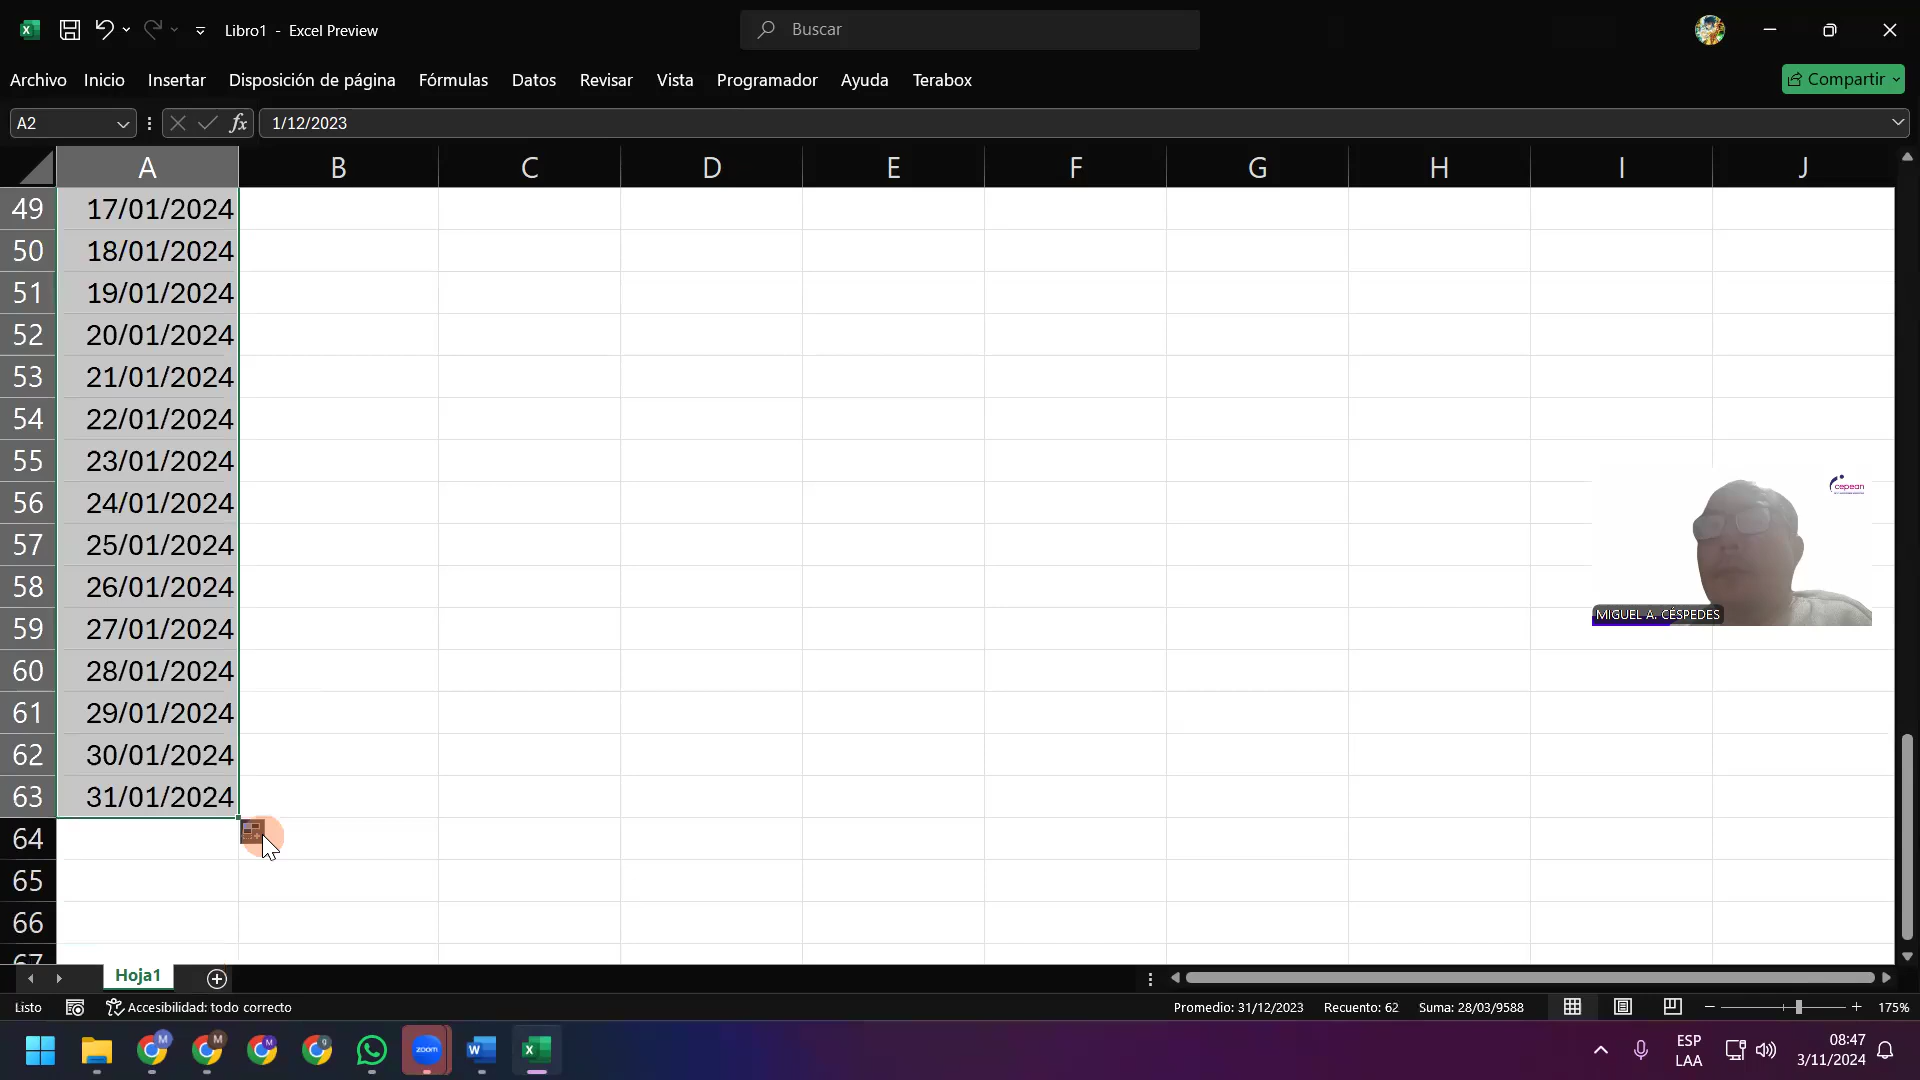 Libro1 - Excel Preview
Buscar
Archivo Inicio Insertar Disposición de página Fórmulas Datos Revisar Vista Programador Ayuda Terabox
Compartir
A2
fx
1/12/2023
A B C D E F G H I J
49 17/01/2024
50 18/01/2024
51 19/01/2024
52 20/01/2024
53 21/01/2024
54 22/01/2024
55 23/01/2024
56 24/01/2024
57 25/01/2024
58 26/01/2024
59 27/01/2024
60 28/01/2024
61 29/01/2024
62 30/01/2024
63 31/01/2024
64
65
66
67
cepean
MIGUEL A. CÉSPEDES
Hoja1
Listo
Accesibilidad: todo correcto
Promedio: 31/12/2023 Recuento: 62 Suma: 28/03/9588
175%
zoom
ESP
LAA
08:47
3/11/2024